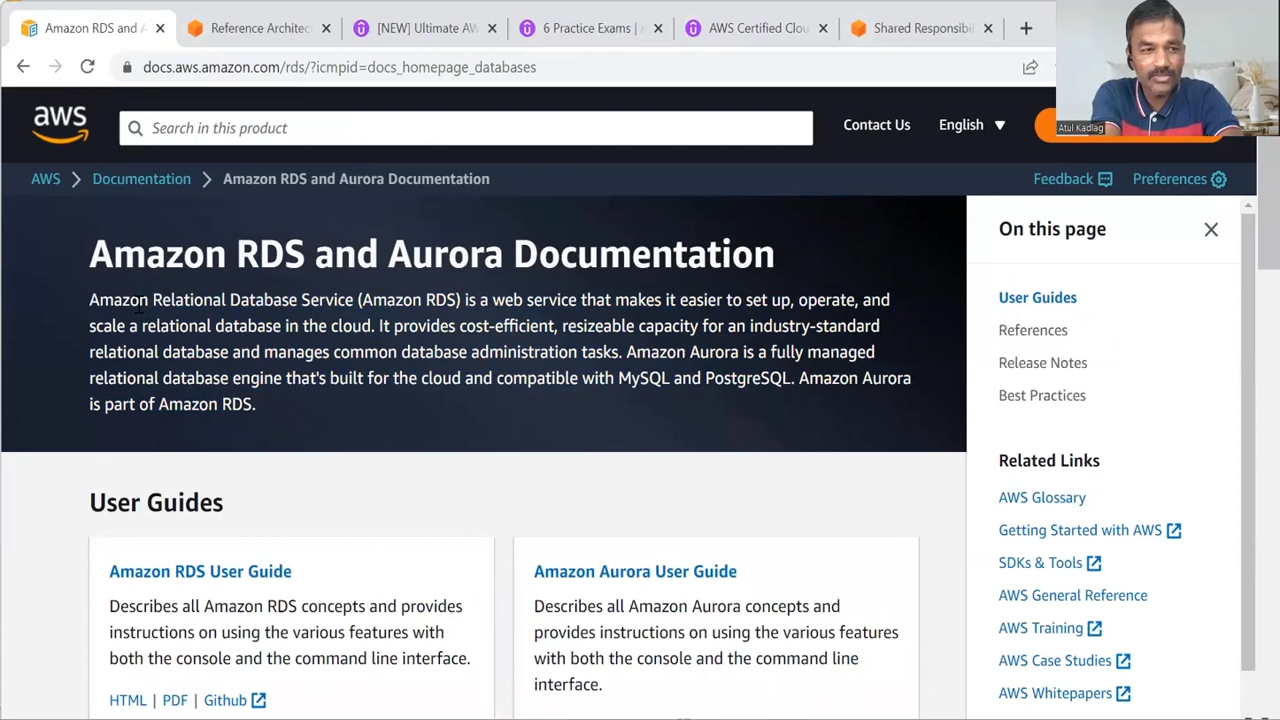 Amazon RDS and A
Reference Architec
[NEW] Ultimate AW
6 Practice Exams | A
AWS Certified Clou
Shared Responsibil
docs.aws.amazon.com/rds/?icmpid=docs_homepage_databases
Atul Kadlag
aws
Search in this product
Contact Us
English
AWS
Documentation
Amazon RDS and Aurora Documentation
Feedback
Preferences
Amazon RDS and Aurora Documentation
Amazon Relational Database Service (Amazon RDS) is a web service that makes it easier to set up, operate, and
scale a relational database in the cloud. It provides cost-efficient, resizeable capacity for an industry-standard
relational database and manages common database administration tasks. Amazon Aurora is a fully managed
relational database engine that's built for the cloud and compatible with MySQL and PostgreSQL. Amazon Aurora
is part of Amazon RDS.
User Guides
Amazon RDS User Guide
Describes all Amazon RDS concepts and provides
instructions on using the various features with
both the console and the command line interface.
HTML | PDF | Github
Amazon Aurora User Guide
Describes all Amazon Aurora concepts and
provides instructions on using the various features
with both the console and the command line
interface.
On this page
User Guides
References
Release Notes
Best Practices
Related Links
AWS Glossary
Getting Started with AWS
SDKs & Tools
AWS General Reference
AWS Training
AWS Case Studies
AWS Whitepapers